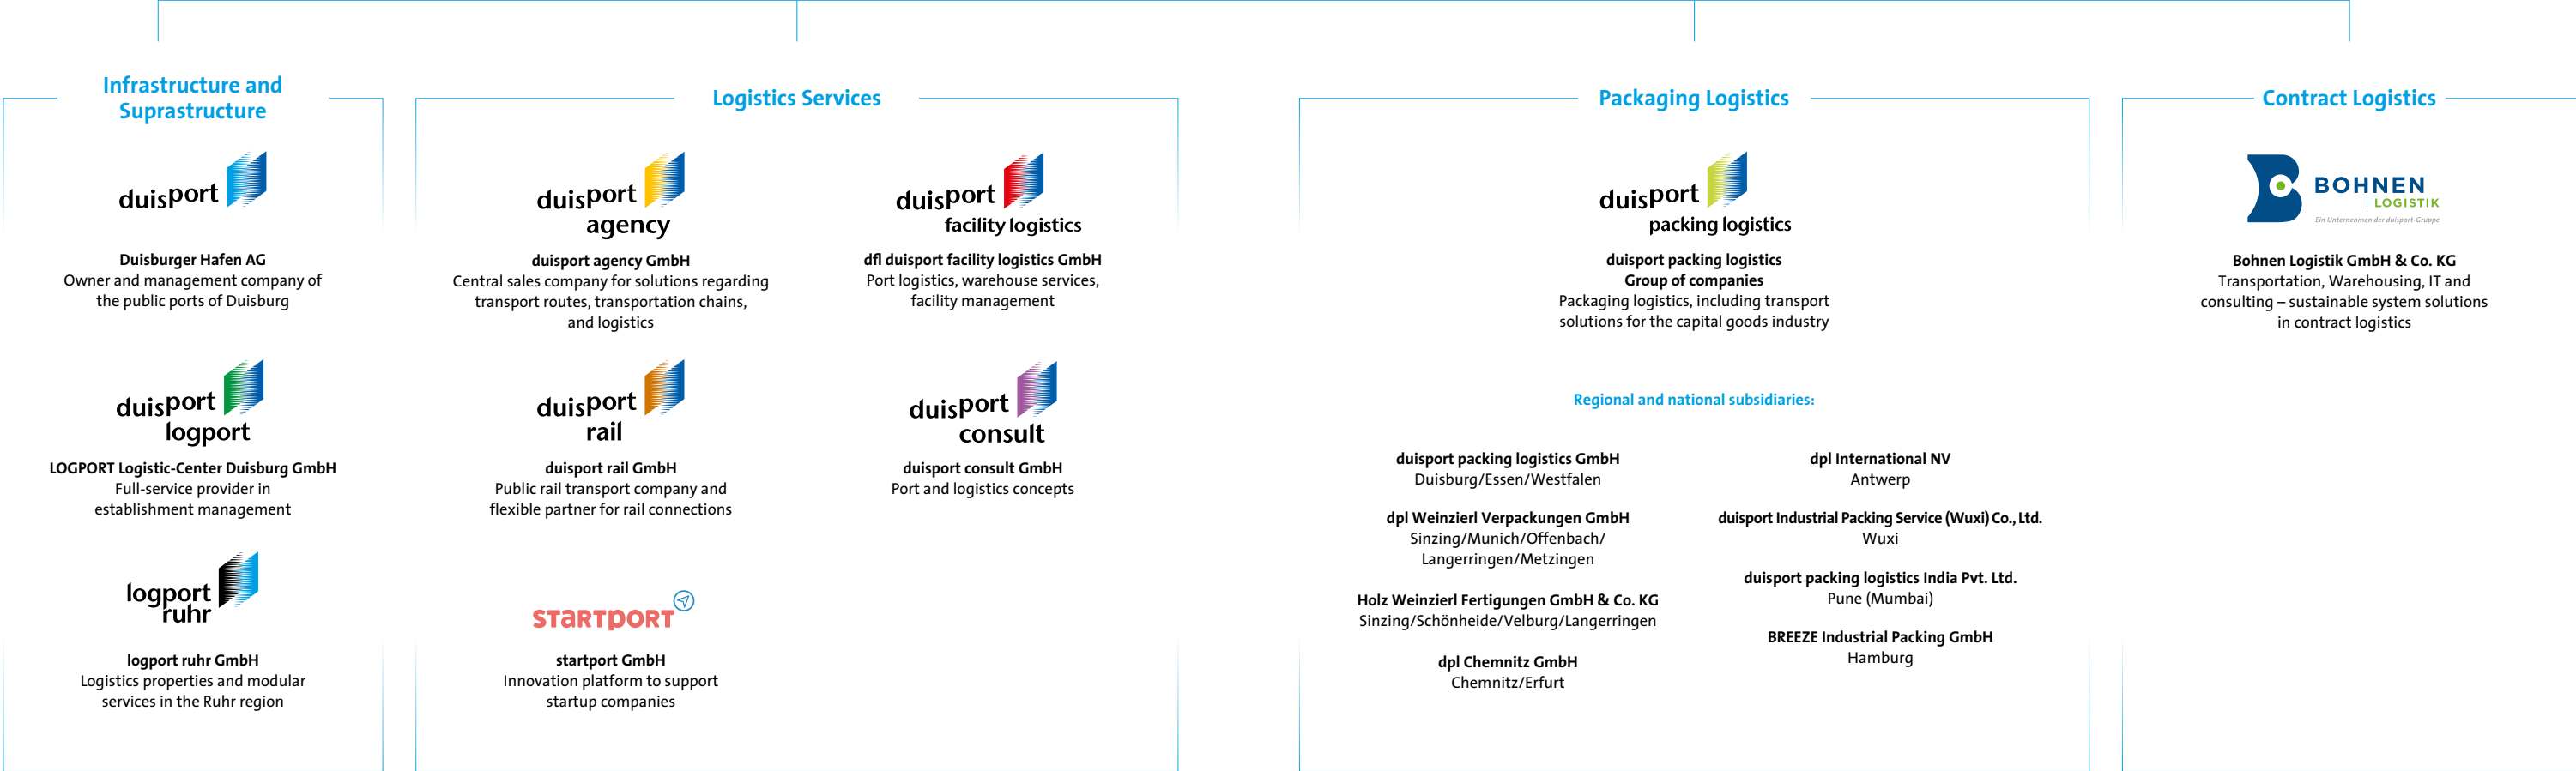 Infrastructure and
Suprastructure
duisport
Duisburger Hafen AG
Owner and management company of
the public ports of Duisburg
duisport
logport
LOGPORT Logistic-Center Duisburg GmbH
Full-service provider in
establishment management
logport
ruhr
logport ruhr GmbH
Logistics properties and modular
services in the Ruhr region
Logistics Services
duisport
agency
duisport agency GmbH
Central sales company for solutions regarding
transport routes, transportation chains,
and logistics
duisport
facility logistics
dfl duisport facility logistics GmbH
Port logistics, warehouse services,
facility management
duisport
rail
duisport rail GmbH
Public rail transport company and
flexible partner for rail connections
duisport
consult
duisport consult GmbH
Port and logistics concepts
startport
startport GmbH
Innovation platform to support
startup companies
Packaging Logistics
duisport
packing logistics
duisport packing logistics
Group of companies
Packaging logistics, including transport
solutions for the capital goods industry
Regional and national subsidiaries:
duisport packing logistics GmbH
Duisburg/Essen/Westfalen
dpl Weinzierl Verpackungen GmbH
Sinzing/Munich/Offenbach/
Langerringen/Metzingen
Holz Weinzierl Fertigungen GmbH & Co. KG
Sinzing/Schönheide/Velburg/Langerringen
dpl Chemnitz GmbH
Chemnitz/Erfurt
dpl International NV
Antwerp
duisport Industrial Packing Service (Wuxi) Co., Ltd.
Wuxi
duisport packing logistics India Pvt. Ltd.
Pune (Mumbai)
BREEZE Industrial Packing GmbH
Hamburg
Contract Logistics
BOHNEN
LOGISTIK
Ein Unternehmen der duisport-Gruppe
Bohnen Logistik GmbH & Co. KG
Transportation, Warehousing, IT and
consulting – sustainable system solutions
in contract logistics